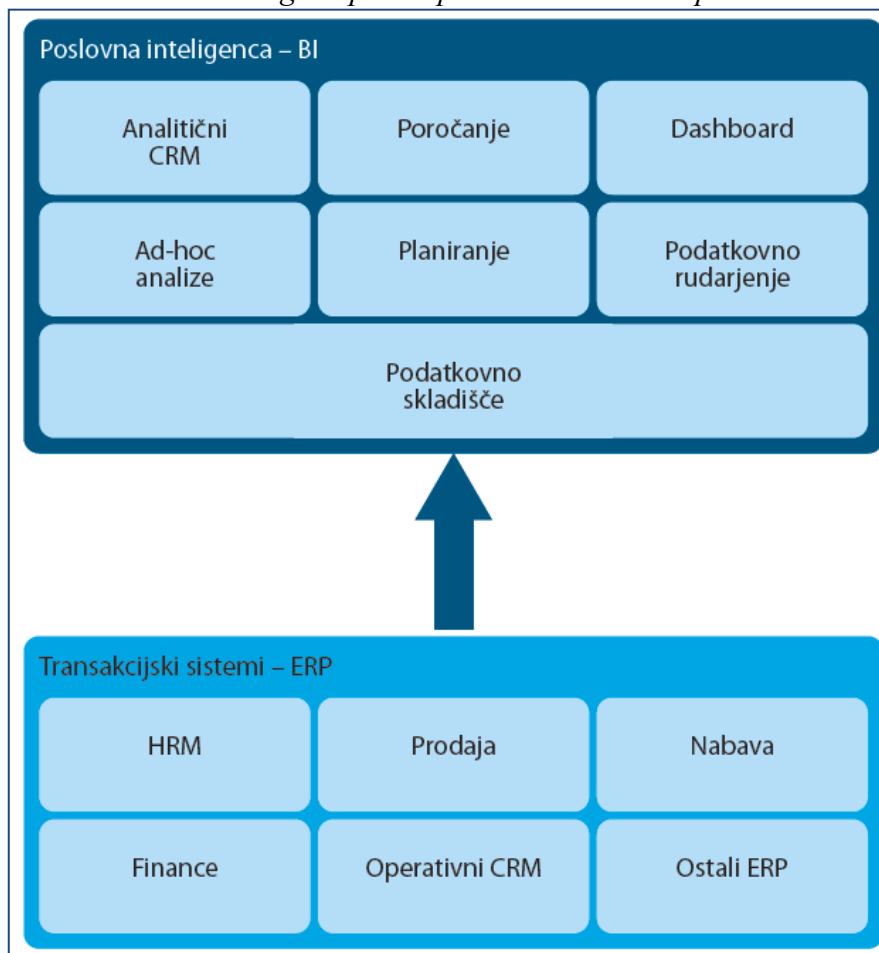 Poslovna inteligenca – BI
Analitični
CRM
Poročanje
Dashboard
Ad-hoc
analize
Planiranje
Podatkovno
rudarjenje
Podatkovno
skladišče
Transakcijski sistemi – ERP
HRM
Prodaja
Nabava
Finance
Operativni CRM
Ostali ERP